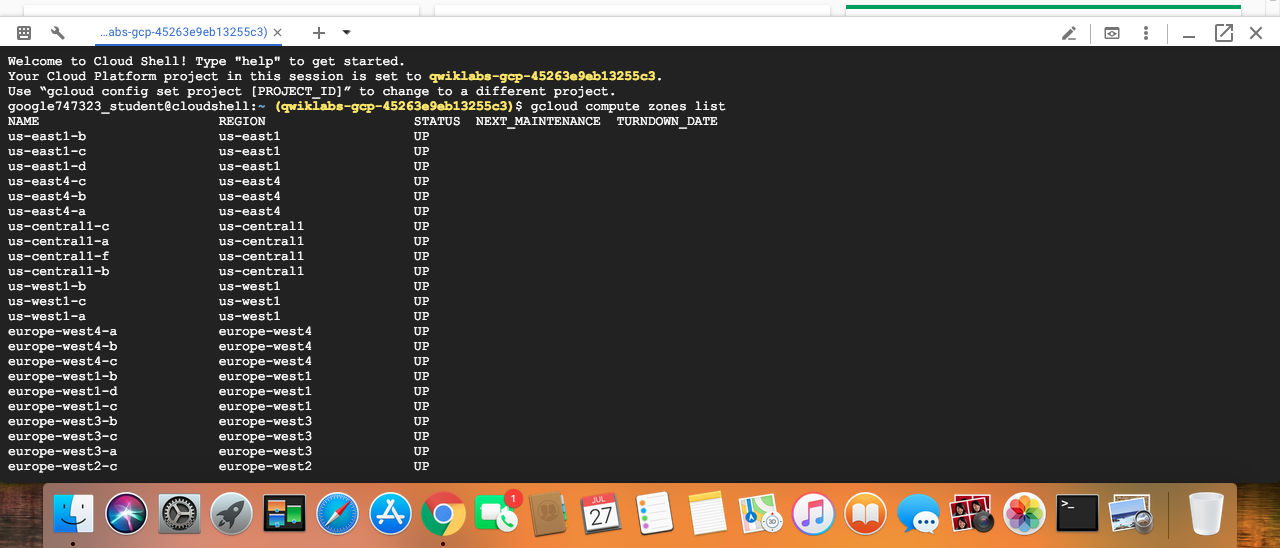 ...abs-gcp-45263e9eb13255c3)
Welcome to Cloud Shell! Type "help" to get started.
Your Cloud Platform project in this session is set to qwiklabs-gcp-45263e9eb13255c3.
Use “gcloud config set project [PROJECT_ID]” to change to a different project.
google747323_student@cloudshell:~ (qwiklabs-gcp-45263e9eb13255c3)$ gcloud compute zones list
NAME REGION STATUS NEXT_MAINTENANCE TURNDOWN_DATE
us-east1-b us-east1 UP
us-east1-c us-east1 UP
us-east1-d us-east1 UP
us-east4-c us-east4 UP
us-east4-b us-east4 UP
us-east4-a us-east4 UP
us-central1-c us-central1 UP
us-central1-a us-central1 UP
us-central1-f us-central1 UP
us-central1-b us-central1 UP
us-west1-b us-west1 UP
us-west1-c us-west1 UP
us-west1-a us-west1 UP
europe-west4-a europe-west4 UP
europe-west4-b europe-west4 UP
europe-west4-c europe-west4 UP
europe-west1-b europe-west1 UP
europe-west1-d europe-west1 UP
europe-west1-c europe-west1 UP
europe-west3-b europe-west3 UP
europe-west3-c europe-west3 UP
europe-west3-a europe-west3 UP
europe-west2-c europe-west2 UP
1
JUL
27
3D
>_